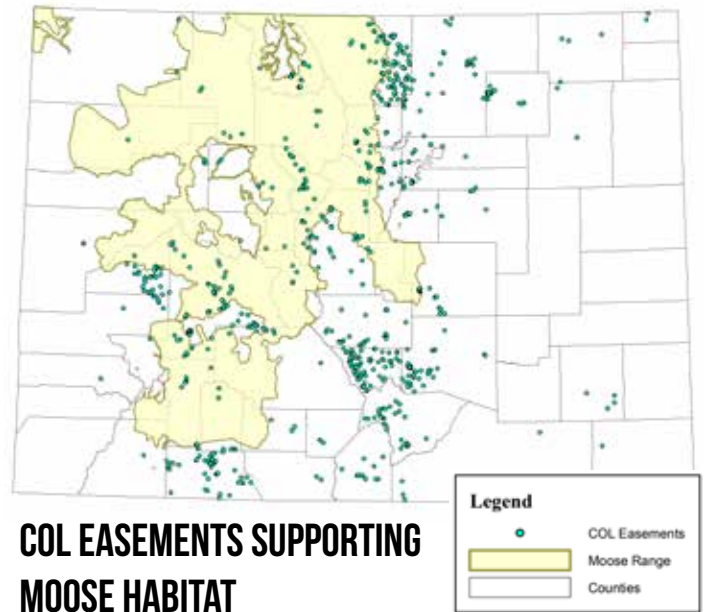 Legend
COL Easements
Moose Range
Counties
COL EASEMENTS SUPPORTING
MOOSE HABITAT